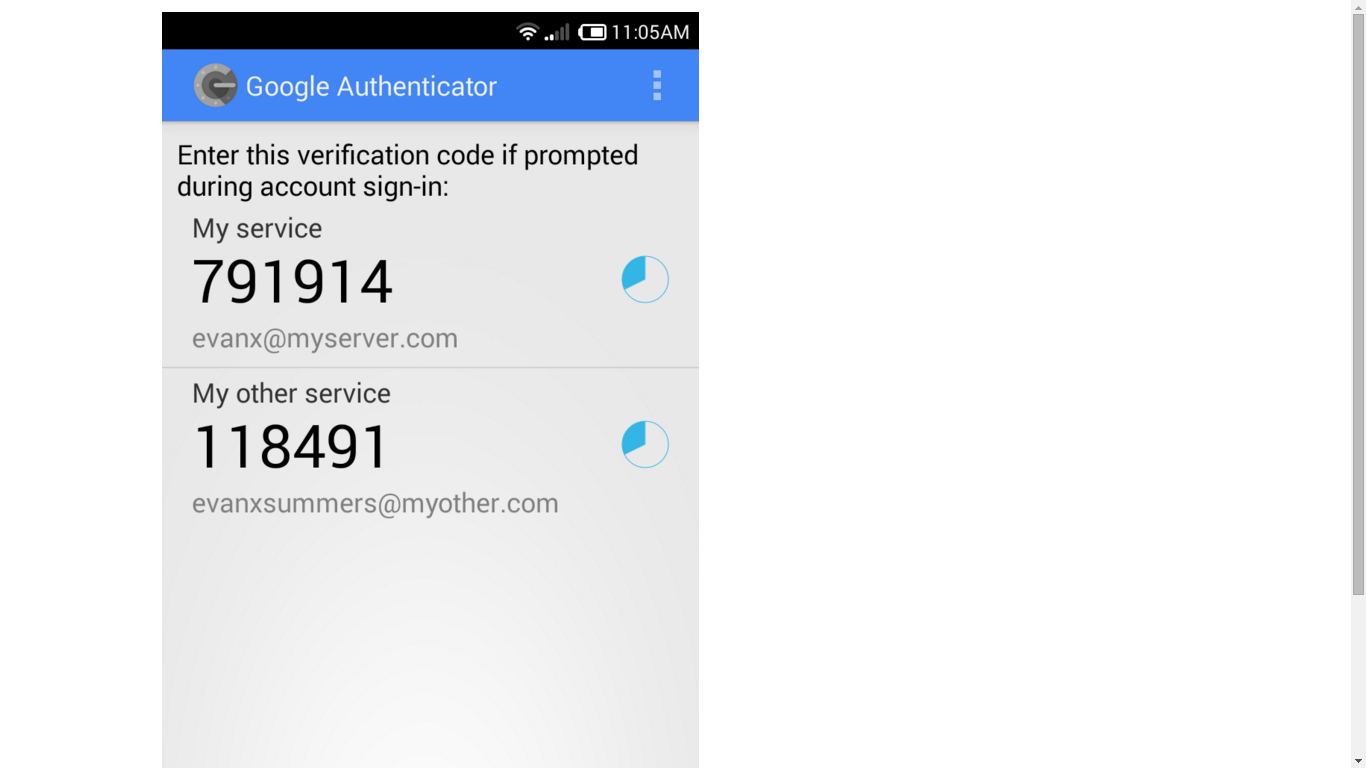 11:05AM
Google Authenticator
Enter this verification code if prompted
during account sign-in:
My service
791914
evanx@myserver.com
My other service
118491
evanxsummers@myother.com